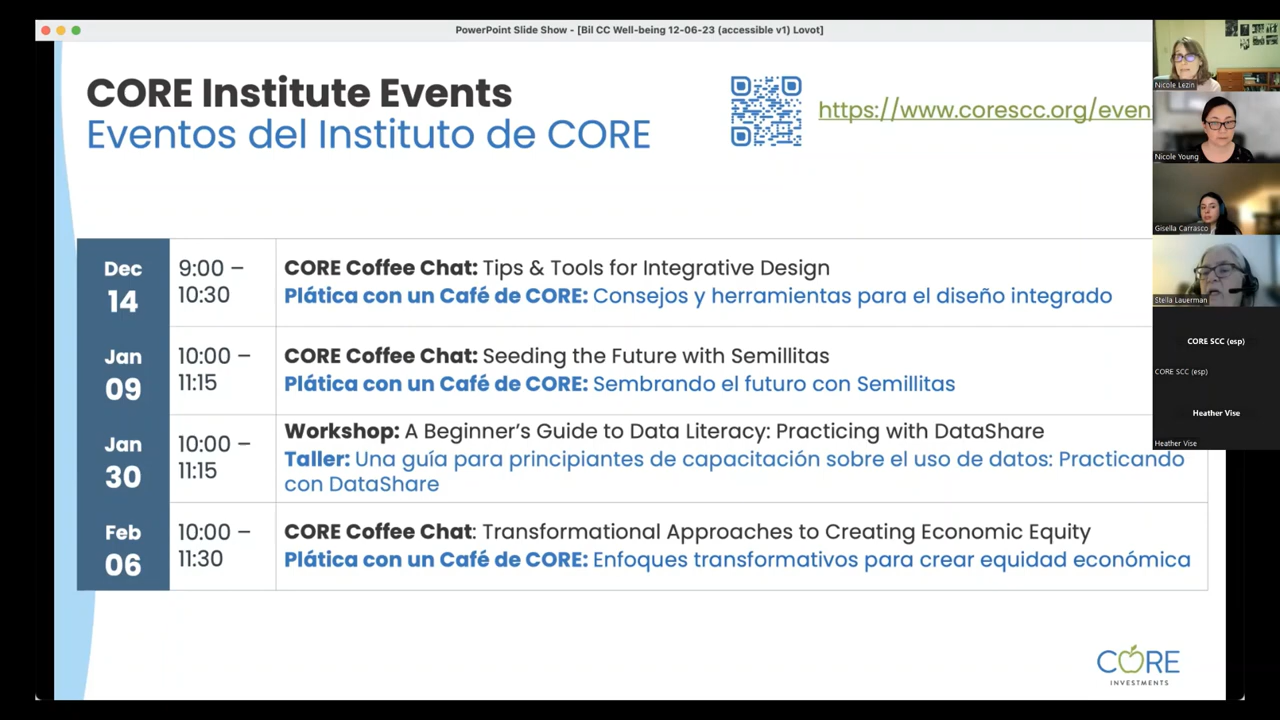 PowerPoint Slide Show - [Bil CC Well-being 12-06-23 (accessible v1) Lovot]
CORE Institute Events
Eventos del Instituto de CORE
https://www.corescc.org/even
Dec
14
9:00 –
10:30
CORE Coffee Chat: Tips & Tools for Integrative Design
Plática con un Café de CORE: Consejos y herramientas para el diseño integrado
Jan
09
10:00 –
11:15
CORE Coffee Chat: Seeding the Future with Semillitas
Plática con un Café de CORE: Sembrando el futuro con Semillitas
Jan
30
10:00 –
11:15
Workshop: A Beginner’s Guide to Data Literacy: Practicing with DataShare
Taller: Una guía para principiantes de capacitación sobre el uso de datos: Practicando
con DataShare
Feb
06
10:00 –
11:30
CORE Coffee Chat: Transformational Approaches to Creating Economic Equity
Plática con un Café de CORE: Enfoques transformativos para crear equidad económica
CORE
INVESTMENTS
Nicole Lezin
Nicole Young
Gisella Carrasco
Stella Lauerman
CORE SCC (esp)
CORE SCC (esp)
Heather Vise
Heather Vise